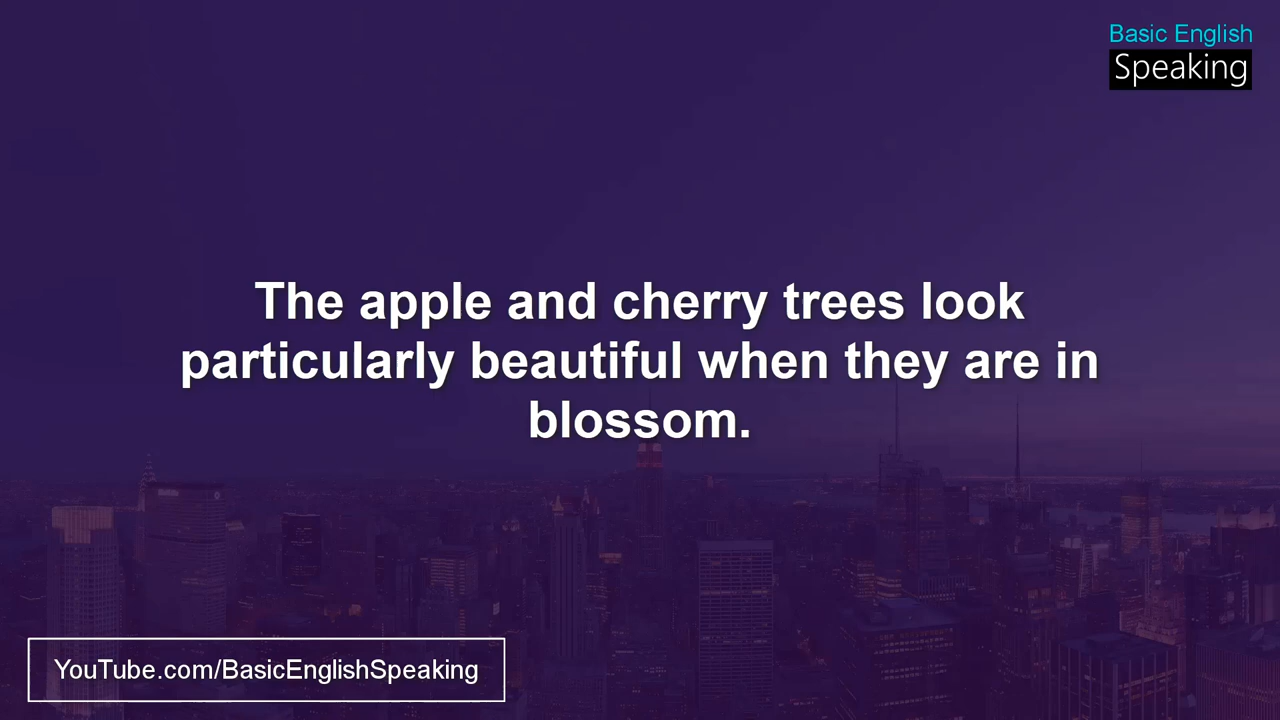 Basic English
Speaking
The apple and cherry trees look
particularly beautiful when they are in
blossom.
YouTube.com/BasicEnglishSpeaking